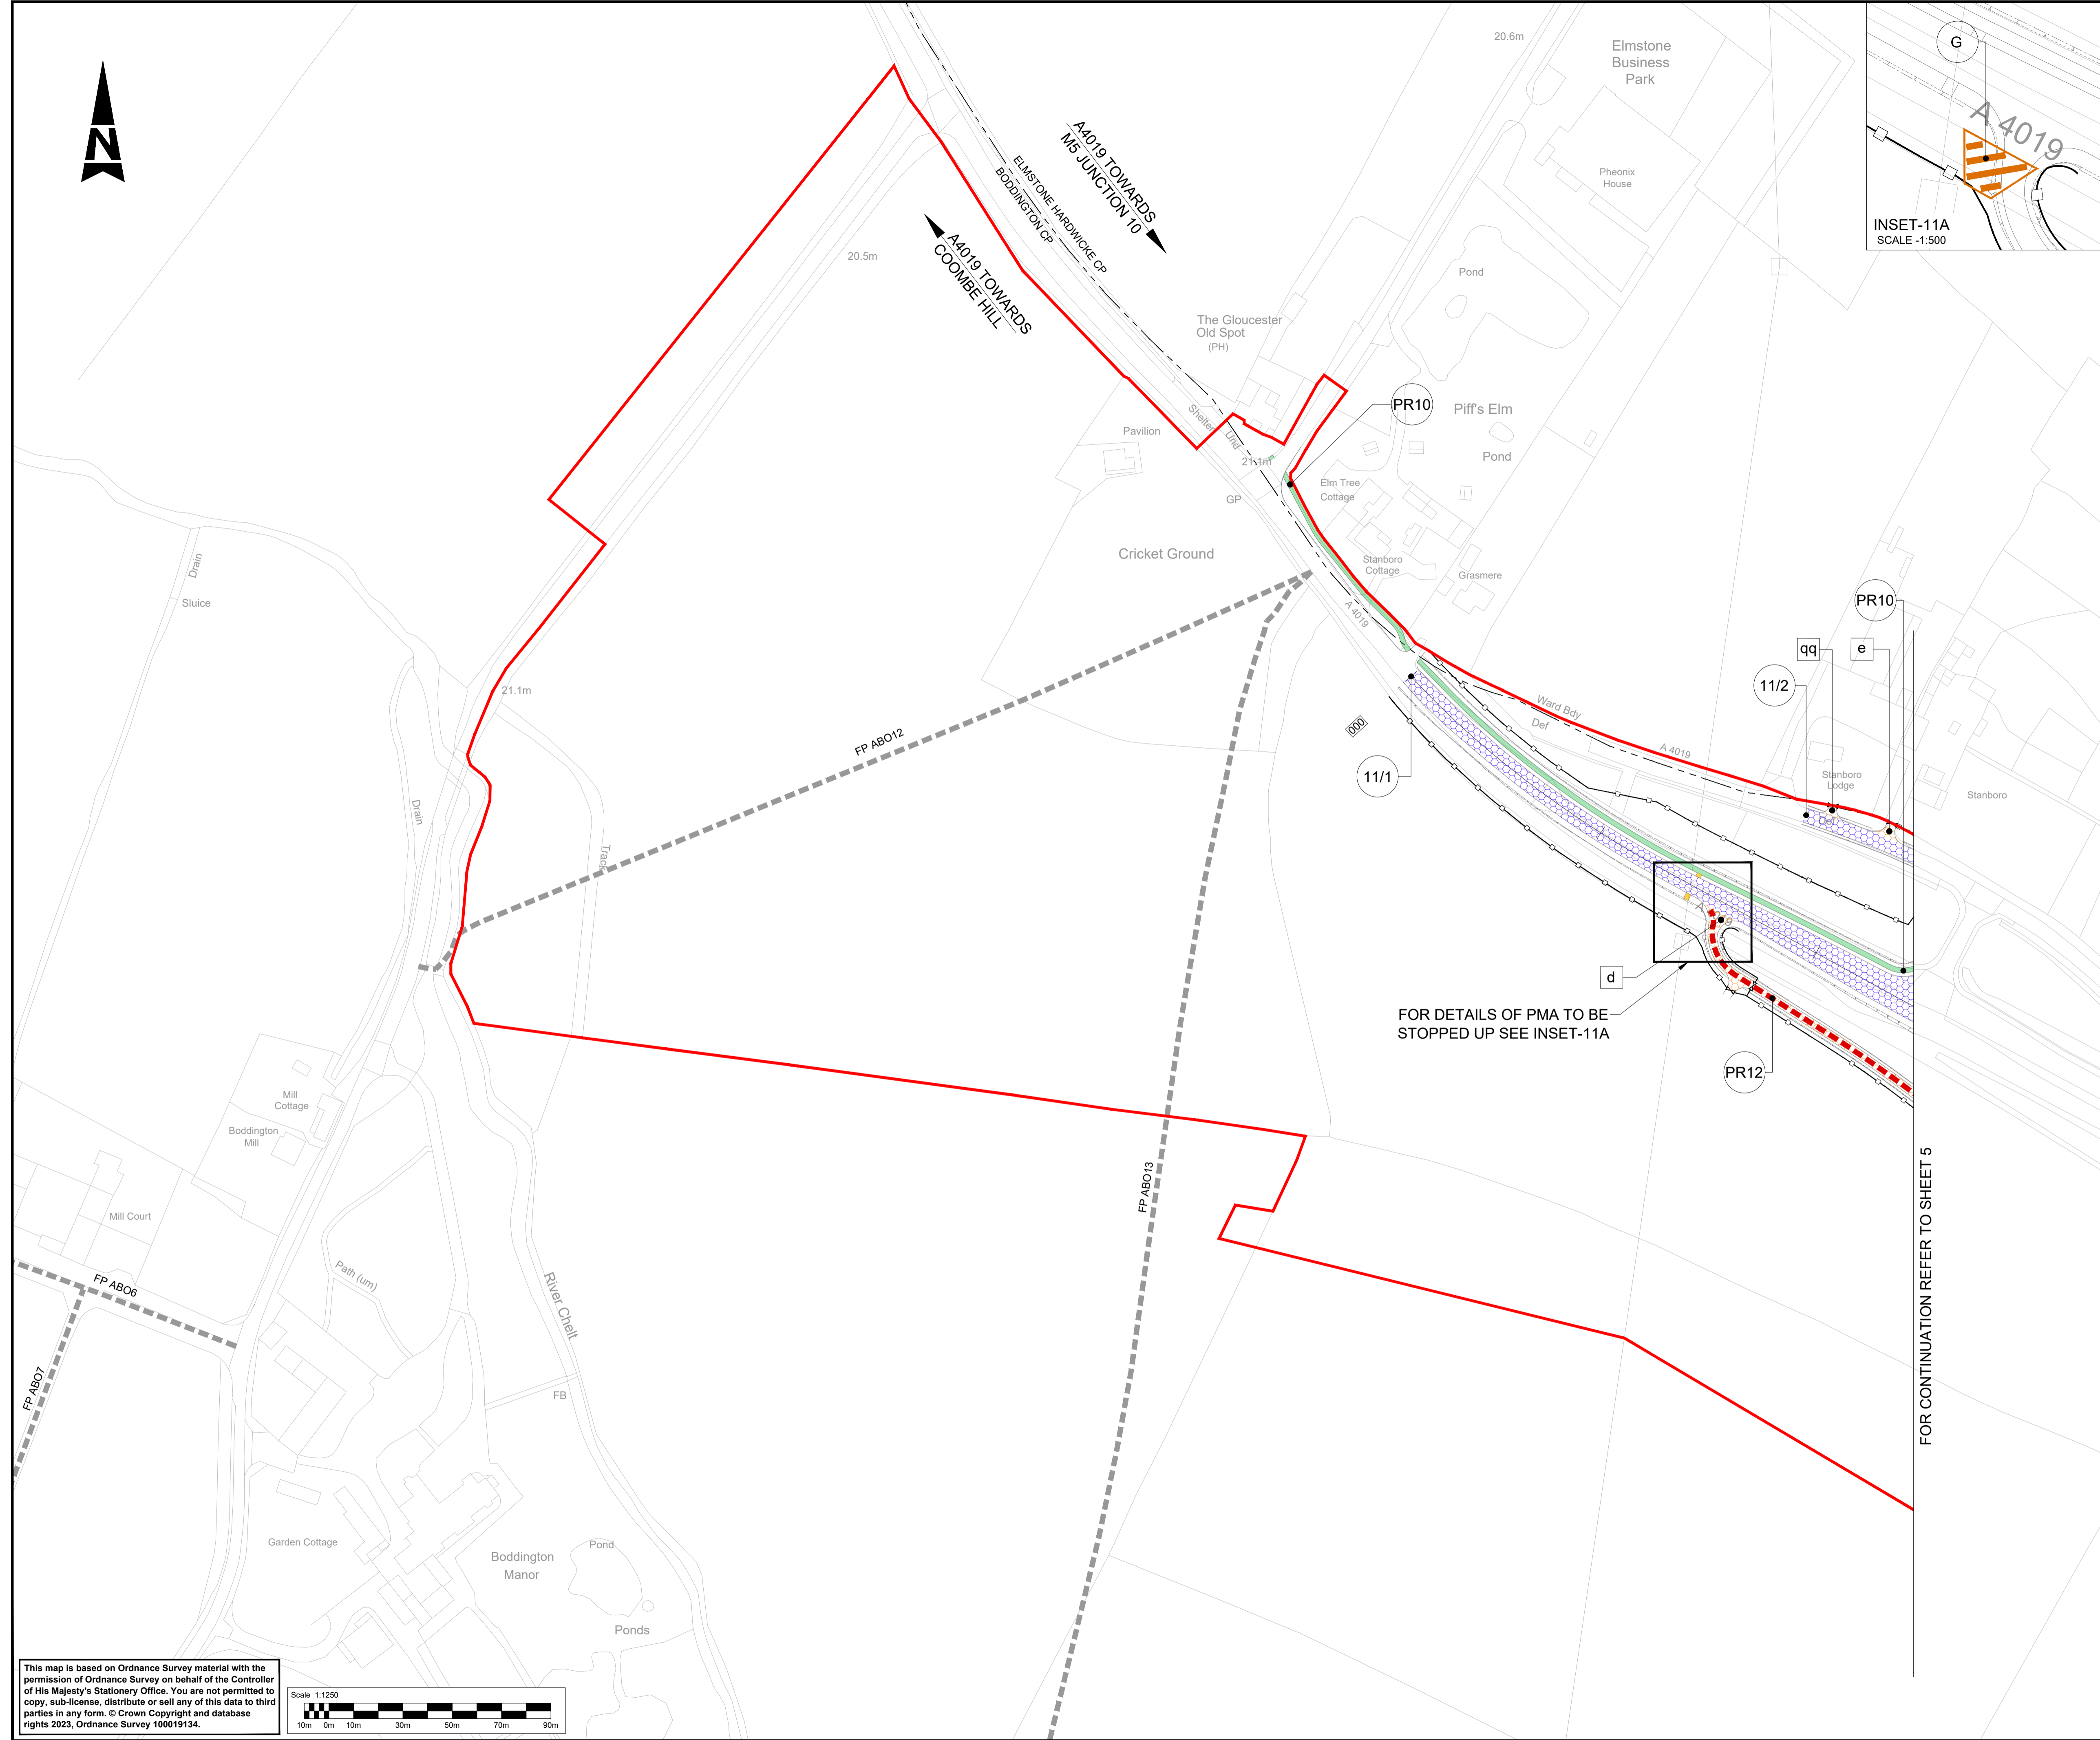 N
20.6m
Elmstone
Business
Park
G
A 4019
INSET-11A
SCALE -1:500
A4019 TOWARDS
M5 JUNCTION 10
ELMSTONE HARDWICKE CP
BODDINGTON CP
A4019 TOWARDS
COOMBE HILL
20.5m
Pheonix
House
Pond
The Gloucester
Old Spot
(PH)
PR10
Piff's Elm
Pond
Shelter
Und
Pavilion
21.1m
Elm Tree
Cottage
GP
Cricket Ground
Stanboro
Cottage
Grasmere
A 4019
Drain
Sluice
PR10
qq
e
11/2
21.1m
Ward Bdy
Def
A 4019
000
FP ABO12
11/1
Stanboro
Lodge
Stanboro
Def
Drain
Track
d
FOR DETAILS OF PMA TO BE
STOPPED UP SEE INSET-11A
PR12
Mill
Cottage
Boddington
Mill
Mill Court
FP ABO13
FOR CONTINUATION REFER TO SHEET 5
Path (um)
FP ABO6
River Chelt
FP ABO7
FB
Garden Cottage
Boddington
Manor
Pond
Ponds
This map is based on Ordnance Survey material with the
permission of Ordnance Survey on behalf of the Controller
of His Majesty's Stationery Office. You are not permitted to
copy, sub-license, distribute or sell any of this data to third
parties in any form. © Crown Copyright and database
rights 2023, Ordnance Survey 100019134.
Scale 1:1250
10m 0m 10m 30m 50m 70m 90m